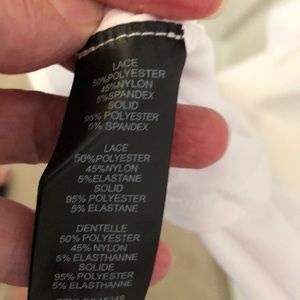 LACE
50%POLYESTER
45%NYLON
5%SPANDEX
SOLID
95% POLYESTER
5% SPANDEX
LACE
50%POLYESTER
45%NYLON
5%ELASTANE
SOLID
95% POLYESTER
5% ELASTANE
DENTELLE
50% POLYESTER
45% NYLON
5% ELASTHANNE
SOLIDE
95% POLYESTER
5% ELASTHANNE